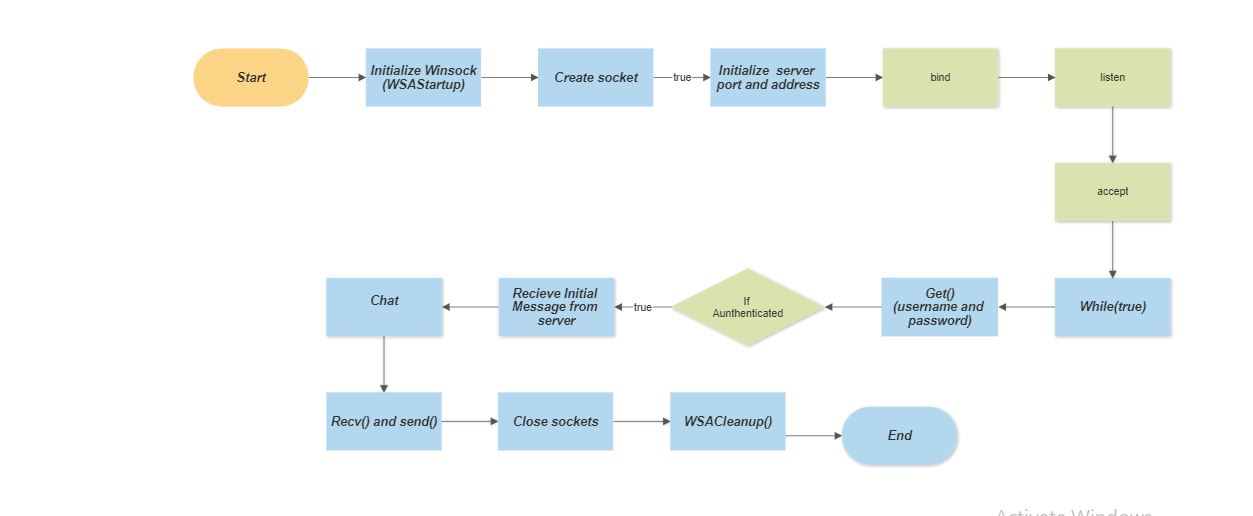 Start
Initialize Winsock
(WSAStartup)
Create socket
true
Initialize server
port and address
bind
listen
accept
Chat
Recieve Initial
Message from
server
true
If
Aunthenticated
Get()
(username and
password)
While(true)
Recv() and send()
Close sockets
WSACleanup()
End
Activate Windows